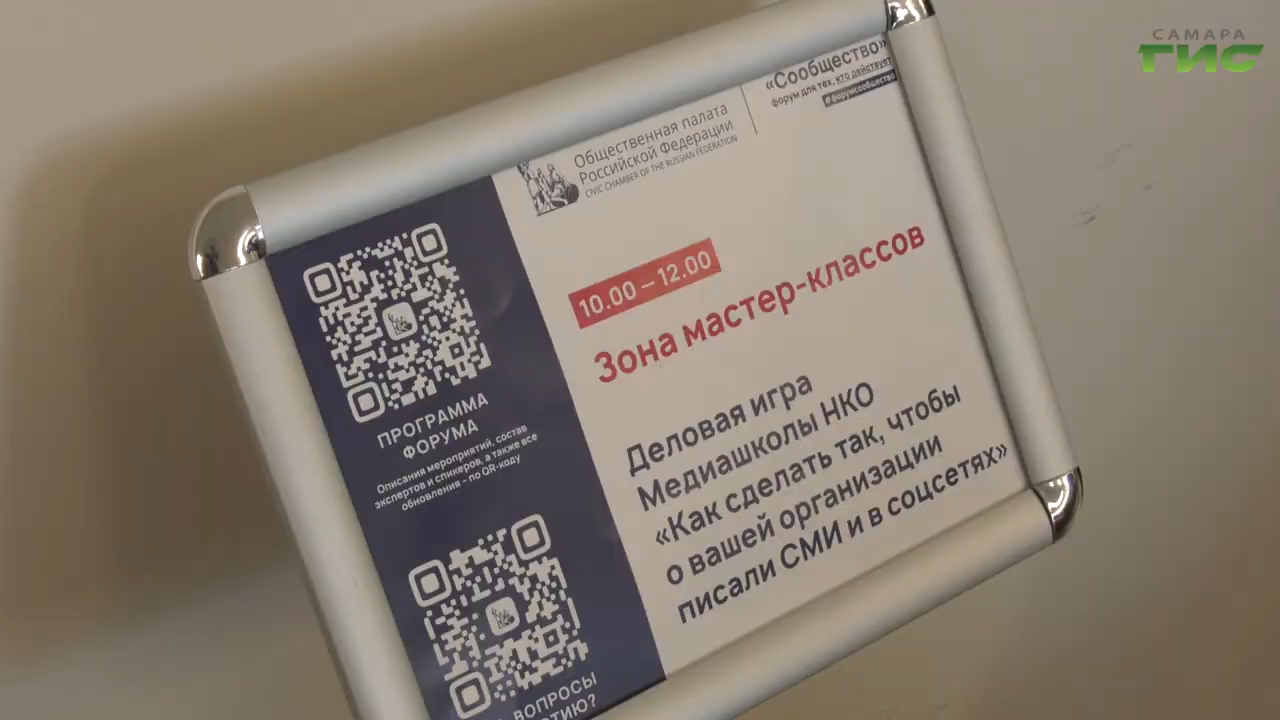 САМАРА
ГИС
«Сообщество»
форум для тех, кто действует
#форумсообщество
Общественная палата
Российской Федерации
CIVIC CHAMBER OF THE RUSSIAN FEDERATION
10.00 – 12.00
Зона мастер-классов
Деловая игра
Медиашколы НКО
«Как сделать так, чтобы
о вашей организации
писали СМИ и в соцсетях»
ПРОГРАММА
ФОРУМА
Описания мероприятий, состав
экспертов и спикеров, а также все
обновления – по QR-коду
ВОПРОСЫ